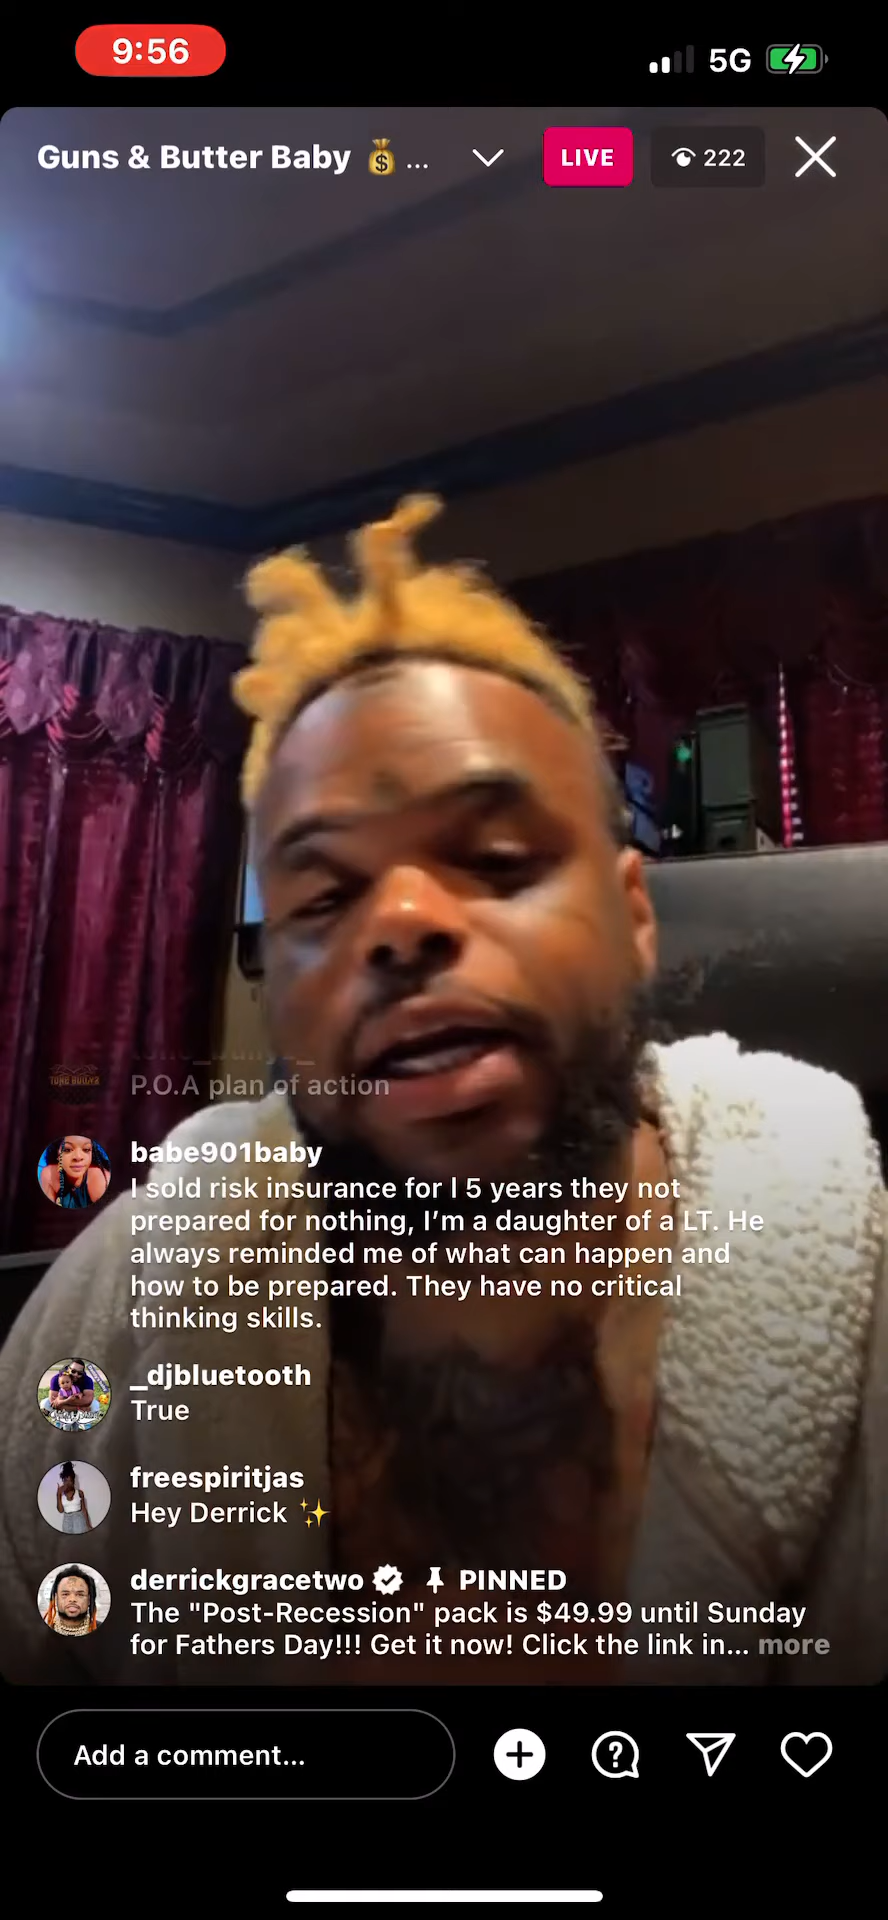 9:56
5G
Guns & Butter Baby 💰 ...
LIVE
222
P.O.A plan of action
babe901baby
I sold risk insurance for l 5 years they not
prepared for nothing, I’m a daughter of a LT. He
always reminded me of what can happen and
how to be prepared. They have no critical
thinking skills.
_djbluetooth
True
freespiritjas
Hey Derrick ✨
derrickgracetwo PINNED
The "Post-Recession" pack is $49.99 until Sunday
for Fathers Day!!! Get it now! Click the link in... more
Add a comment...